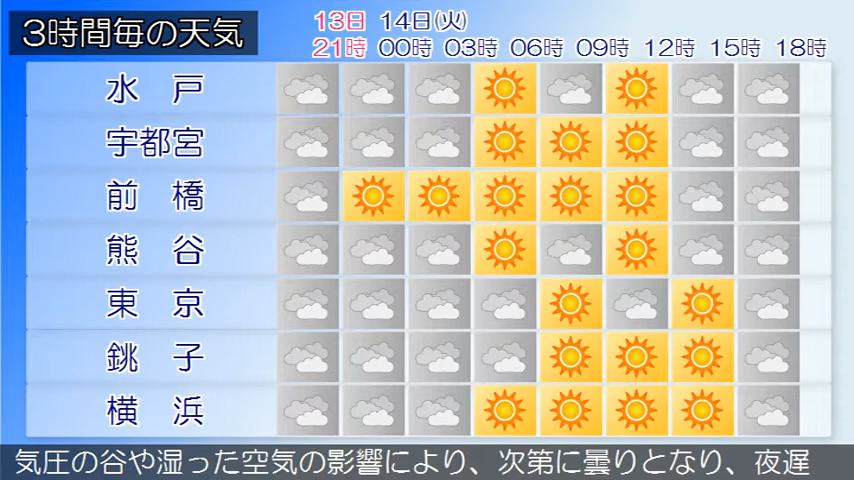 3時間毎の天気
13日 14日(火)
21時 00時 03時 06時 09時 12時 15時 18時
水 戸
宇都宮
前 橋
熊 谷
東 京
銚 子
横 浜
気圧の谷や湿った空気の影響により、次第に曇りとなり、夜遅